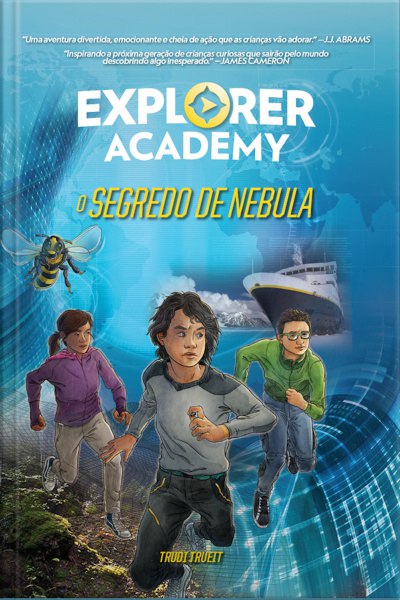 "Uma aventura divertida, emocionante e cheia de ação que as crianças vão adorar." —J.J. ABRAMS
"Inspirando a próxima geração de crianças curiosas que sairão pelo mundo
descobrindo algo inesperado." —JAMES CAMERON
EXPLORER
ACADEMY
O SEGREDO DE NEBULA
TRUDI TRUEIT